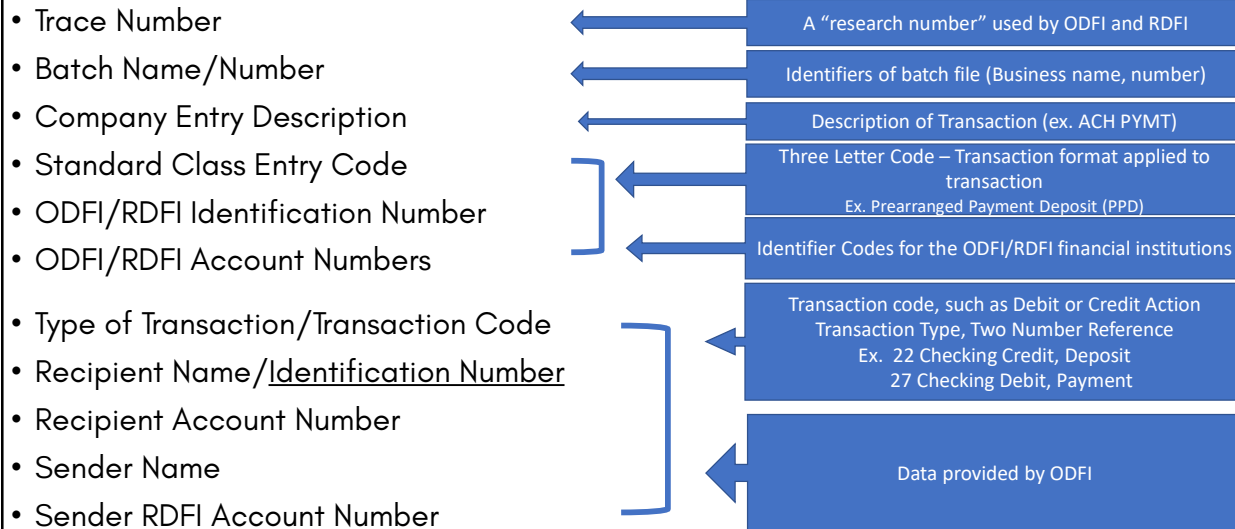 • Trace Number
A “research number” used by ODFI and RDFI
• Batch Name/Number
Identifiers of batch file (Business name, number)
• Company Entry Description
Description of Transaction (ex. ACH PYMT)
• Standard Class Entry Code
Three Letter Code – Transaction format applied to
transaction
Ex. Prearranged Payment Deposit (PPD)
• ODFI/RDFI Identification Number
• ODFI/RDFI Account Numbers
Identifier Codes for the ODFI/RDFI financial institutions
• Type of Transaction/Transaction Code
Transaction code, such as Debit or Credit Action
Transaction Type, Two Number Reference
Ex. 22 Checking Credit, Deposit
27 Checking Debit, Payment
• Recipient Name/Identification Number
• Recipient Account Number
• Sender Name
• Sender RDFI Account Number
Data provided by ODFI